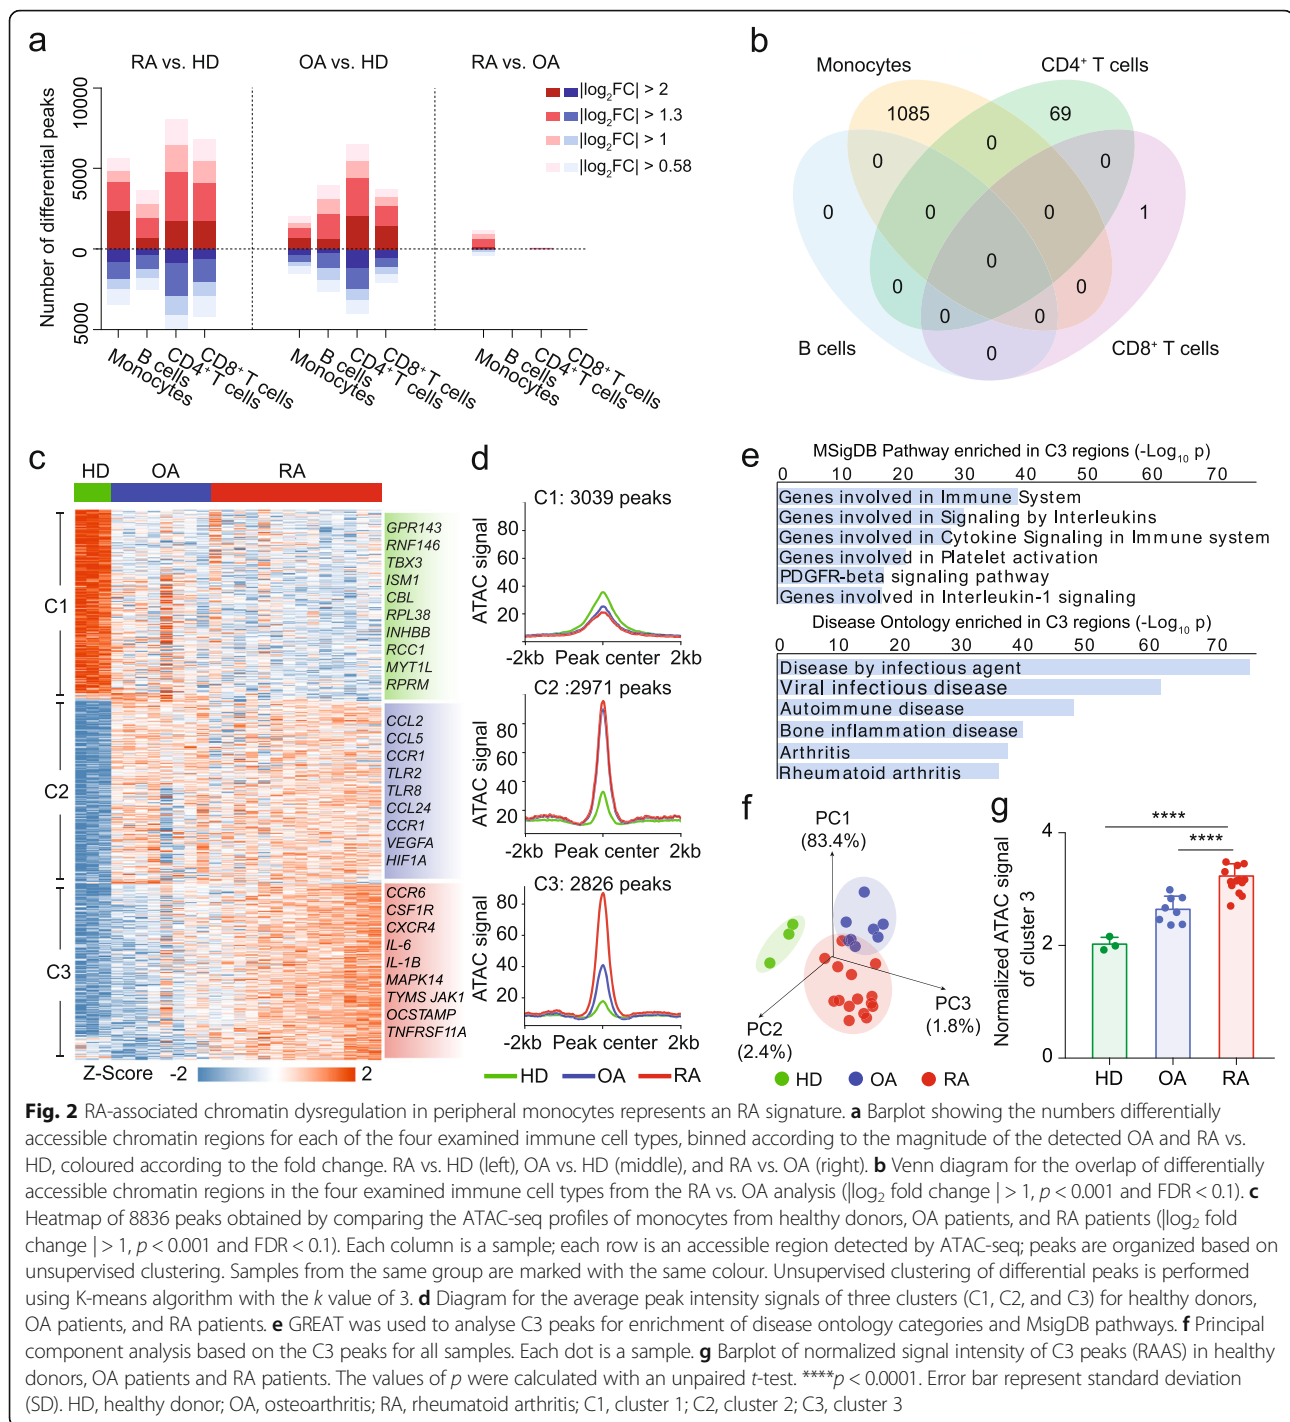 a
RA vs. HD
OA vs. HD
RA vs. OA
|log2FC| > 2
|log2FC| > 1.3
|log2FC| > 1
|log2FC| > 0.58
Number of differential peaks
10000
5000
0
5000
Monocytes
B cells
CD4+ T cells
CD8+ T cells
Monocytes
B cells
CD4+ T cells
CD8+ T cells
Monocytes
B cells
CD4+ T cells
CD8+ T cells
b
Monocytes
CD4+ T cells
1085
69
0
0
0
0
0
0
1
0
0
0
0
0
0
B cells
CD8+ T cells
c
HD
OA
RA
C1
C2
C3
GPR143
RNF146
TBX3
ISM1
CBL
RPL38
INHBB
RCC1
MYT1L
RPRM
CCL2
CCL5
CCR1
TLR2
TLR8
CCL24
CCR1
VEGFA
HIF1A
CCR6
CSF1R
CXCR4
IL-6
IL-1B
MAPK14
TYMS JAK1
OCSTAMP
TNFRSF11A
Z-Score -2 2
d
C1: 3039 peaks
ATAC signal
80
60
40
20
-2kb Peak center 2kb
C2 :2971 peaks
ATAC signal
80
60
40
20
-2kb Peak center 2kb
C3: 2826 peaks
ATAC signal
80
60
40
20
-2kb Peak center 2kb
HD OA RA
e
MSigDB Pathway enriched in C3 regions (-Log10 p)
0 10 20 30 40 50 60 70
Genes involved in Immune System
Genes involved in Signaling by Interleukins
Genes involved in Cytokine Signaling in Immune system
Genes involved in Platelet activation
PDGFR-beta signaling pathway
Genes involved in Interleukin-1 signaling
Disease Ontology enriched in C3 regions (-Log10 p)
0 10 20 30 40 50 60 70
Disease by infectious agent
Viral infectious disease
Autoimmune disease
Bone inflammation disease
Arthritis
Rheumatoid arthritis
f
PC1
(83.4%)
PC3
(1.8%)
PC2
(2.4%)
HD OA RA
g
Normalized ATAC signal
of cluster 3
4
2
0
****
****
HD OA RA
Fig. 2 RA-associated chromatin dysregulation in peripheral monocytes represents an RA signature. a Barplot showing the numbers differentially
accessible chromatin regions for each of the four examined immune cell types, binned according to the magnitude of the detected OA and RA vs.
HD, coloured according to the fold change. RA vs. HD (left), OA vs. HD (middle), and RA vs. OA (right). b Venn diagram for the overlap of differentially
accessible chromatin regions in the four examined immune cell types from the RA vs. OA analysis (|log2 fold change | > 1, p < 0.001 and FDR < 0.1). c
Heatmap of 8836 peaks obtained by comparing the ATAC-seq profiles of monocytes from healthy donors, OA patients, and RA patients (|log2 fold
change | > 1, p < 0.001 and FDR < 0.1). Each column is a sample; each row is an accessible region detected by ATAC-seq; peaks are organized based on
unsupervised clustering. Samples from the same group are marked with the same colour. Unsupervised clustering of differential peaks is performed
using K-means algorithm with the k value of 3. d Diagram for the average peak intensity signals of three clusters (C1, C2, and C3) for healthy donors,
OA patients, and RA patients. e GREAT was used to analyse C3 peaks for enrichment of disease ontology categories and MsigDB pathways. f Principal
component analysis based on the C3 peaks for all samples. Each dot is a sample. g Barplot of normalized signal intensity of C3 peaks (RAAS) in healthy
donors, OA patients and RA patients. The values of p were calculated with an unpaired t-test. ****p < 0.0001. Error bar represent standard deviation
(SD). HD, healthy donor; OA, osteoarthritis; RA, rheumatoid arthritis; C1, cluster 1; C2, cluster 2; C3, cluster 3